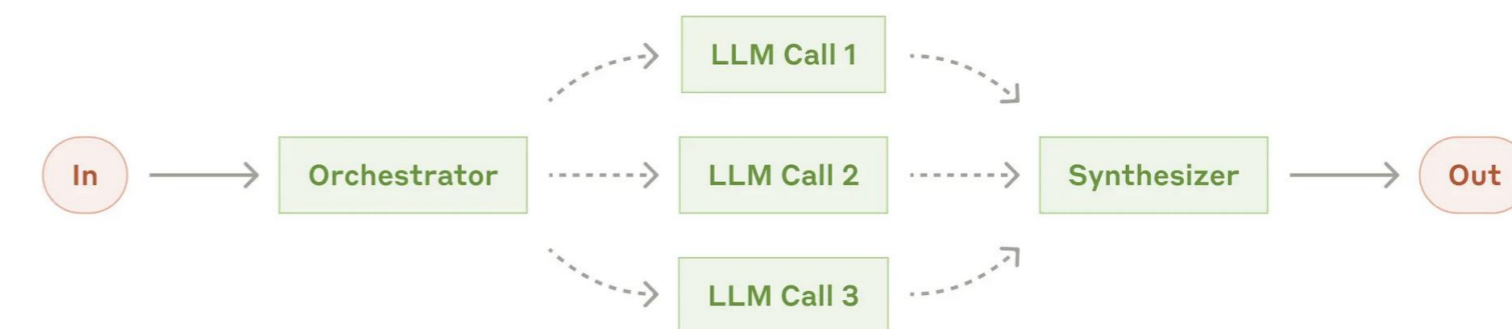 In
Orchestrator
LLM Call 1
LLM Call 2
LLM Call 3
Synthesizer
Out